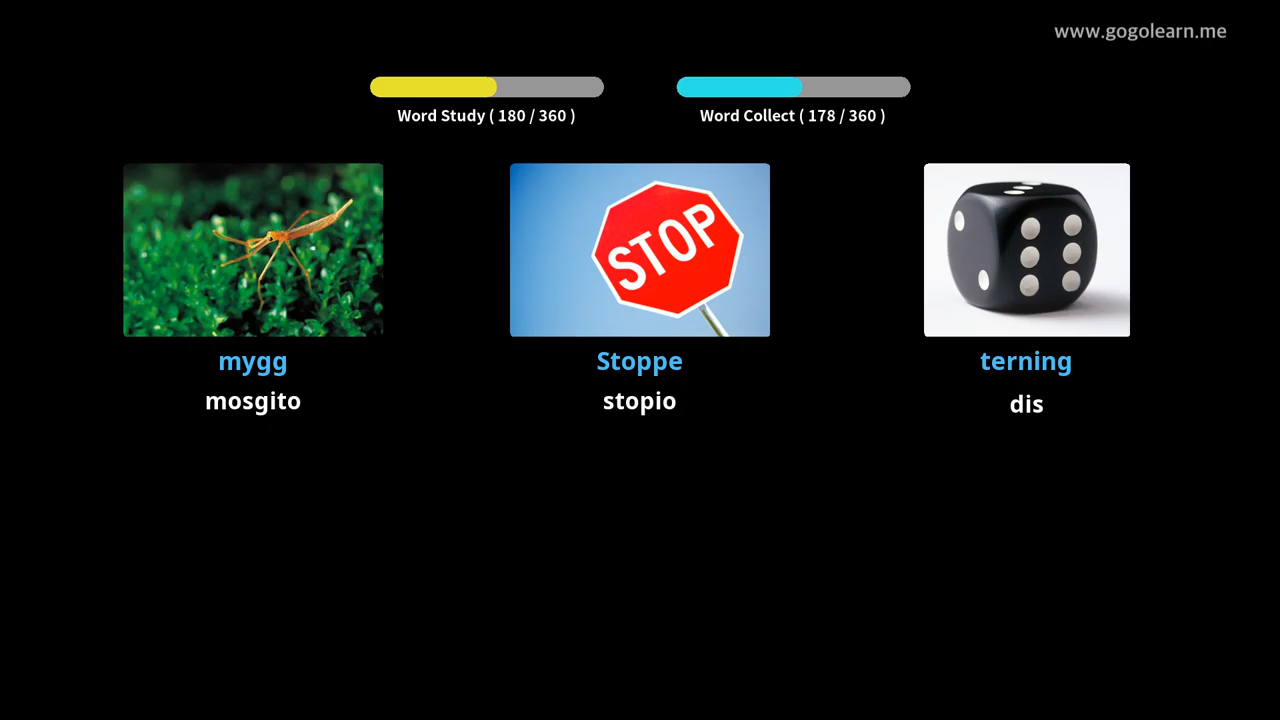 www.gogolearn.me
Word Study ( 180 / 360 )
Word Collect ( 178 / 360 )
STOP
mygg
Stoppe
terning
mosgito
stopio
dis